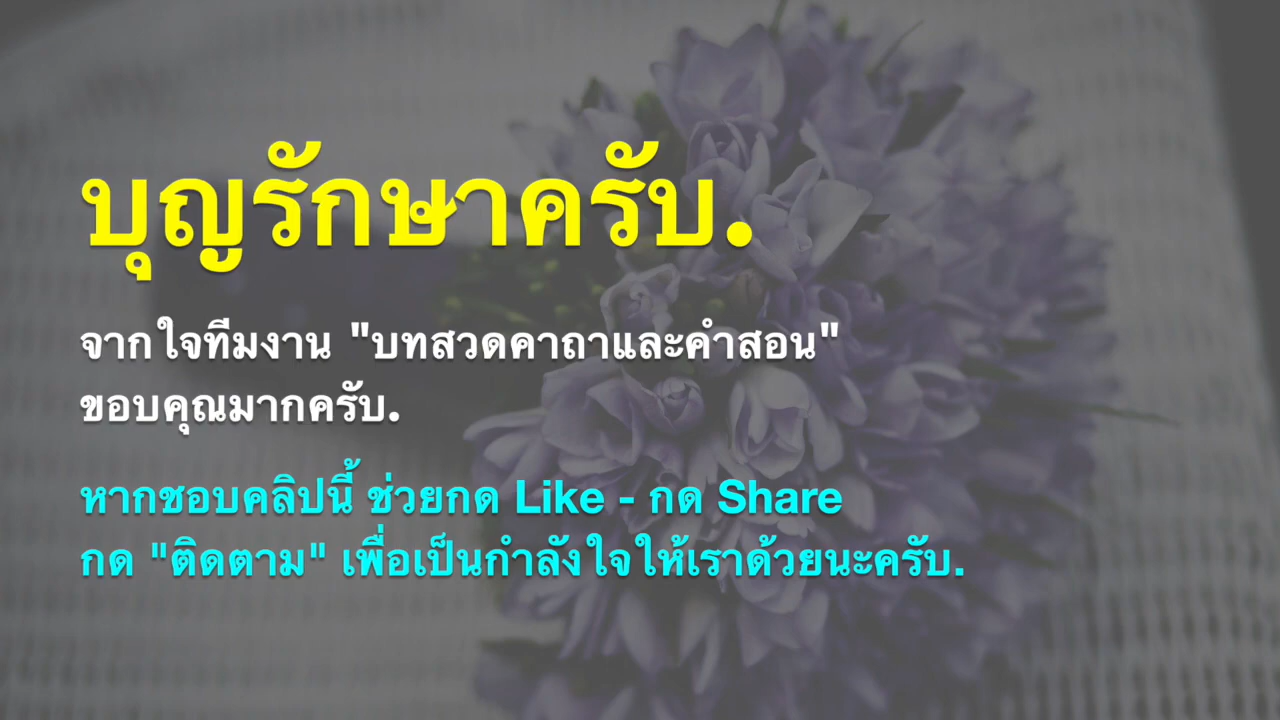 บุญรักษาครับ.
จากใจทีมงาน "บทสวดคาถาและคำสอน"
ขอบคุณมากครับ.
หากชอบคลิปนี้ ช่วยกด Like - กด Share
กด "ติดตาม" เพื่อเป็นกำลังใจให้เราด้วยนะครับ.